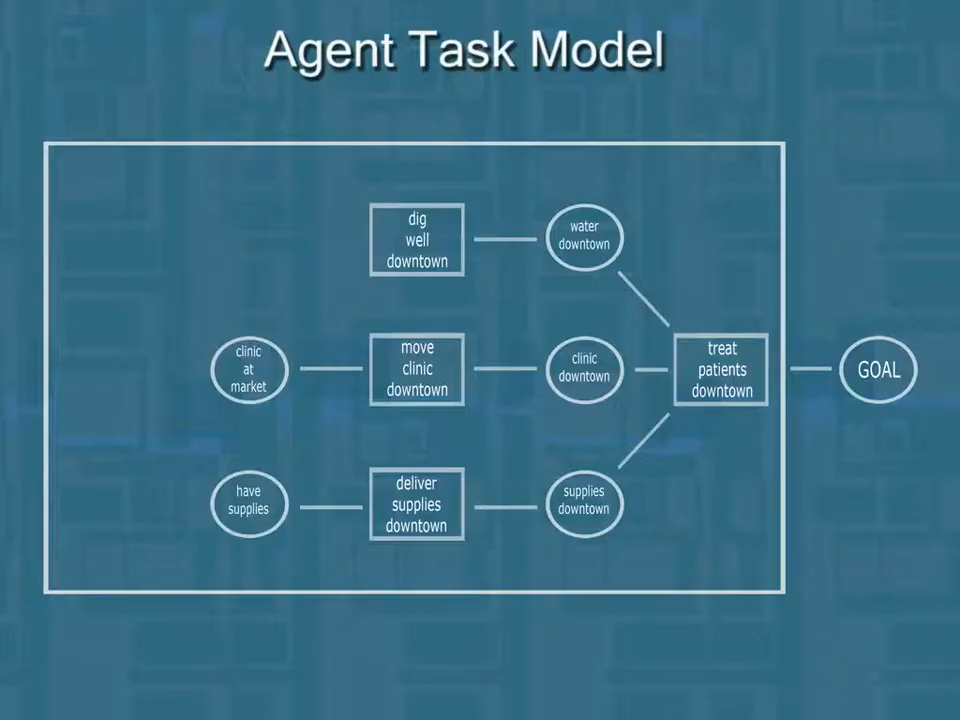 Agent Task Model
dig
well
downtown
water
downtown
clinic
at
market
move
clinic
downtown
clinic
downtown
treat
patients
downtown
GOAL
have
supplies
deliver
supplies
downtown
supplies
downtown